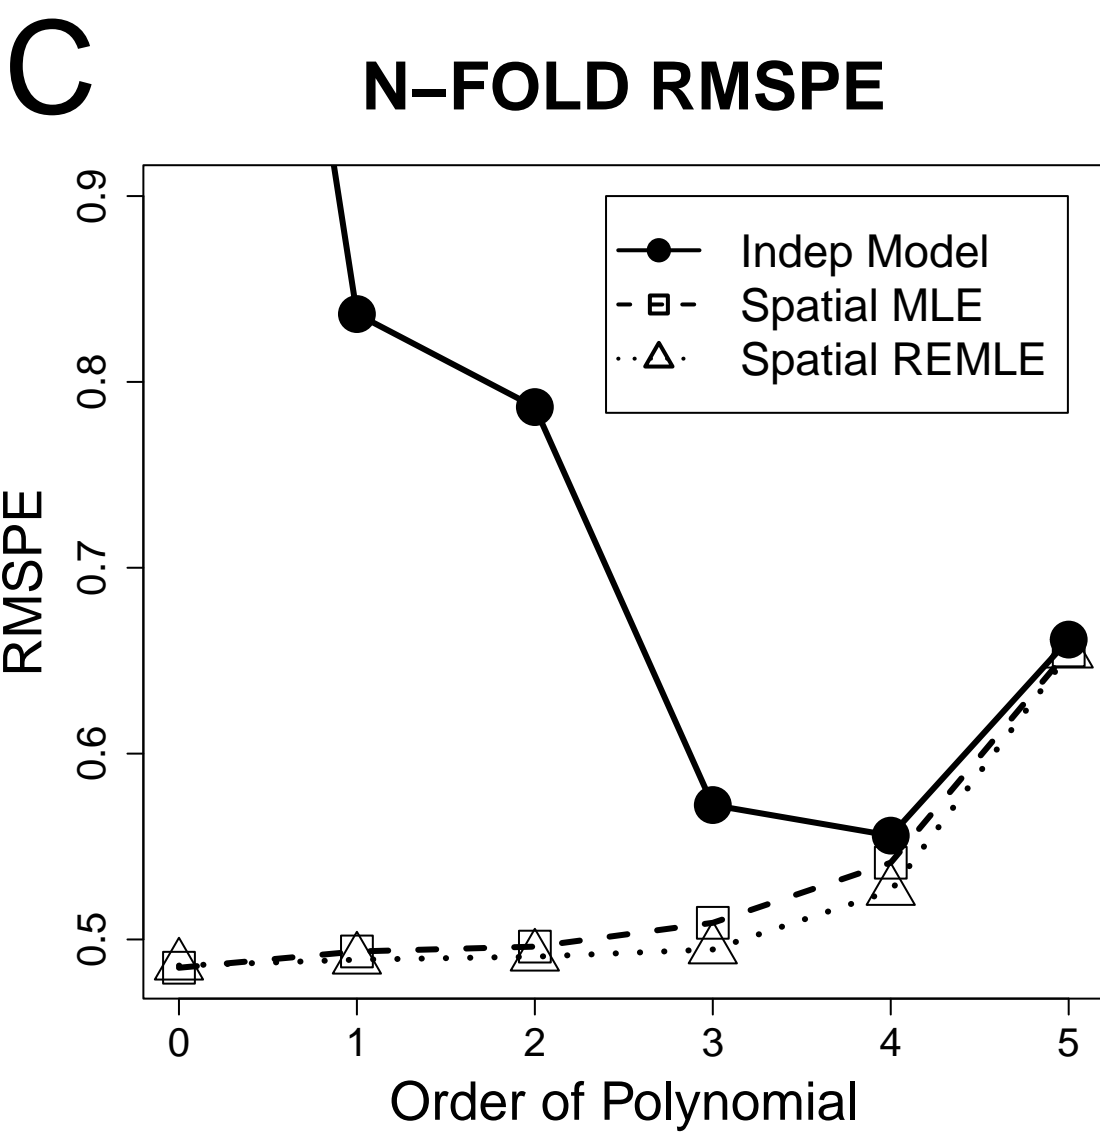 C
N−FOLD RMSPE
0.9
0.8
0.7
0.6
0.5
RMSPE
Indep Model
Spatial MLE
Spatial REMLE
0 1 2 3 4 5
Order of Polynomial